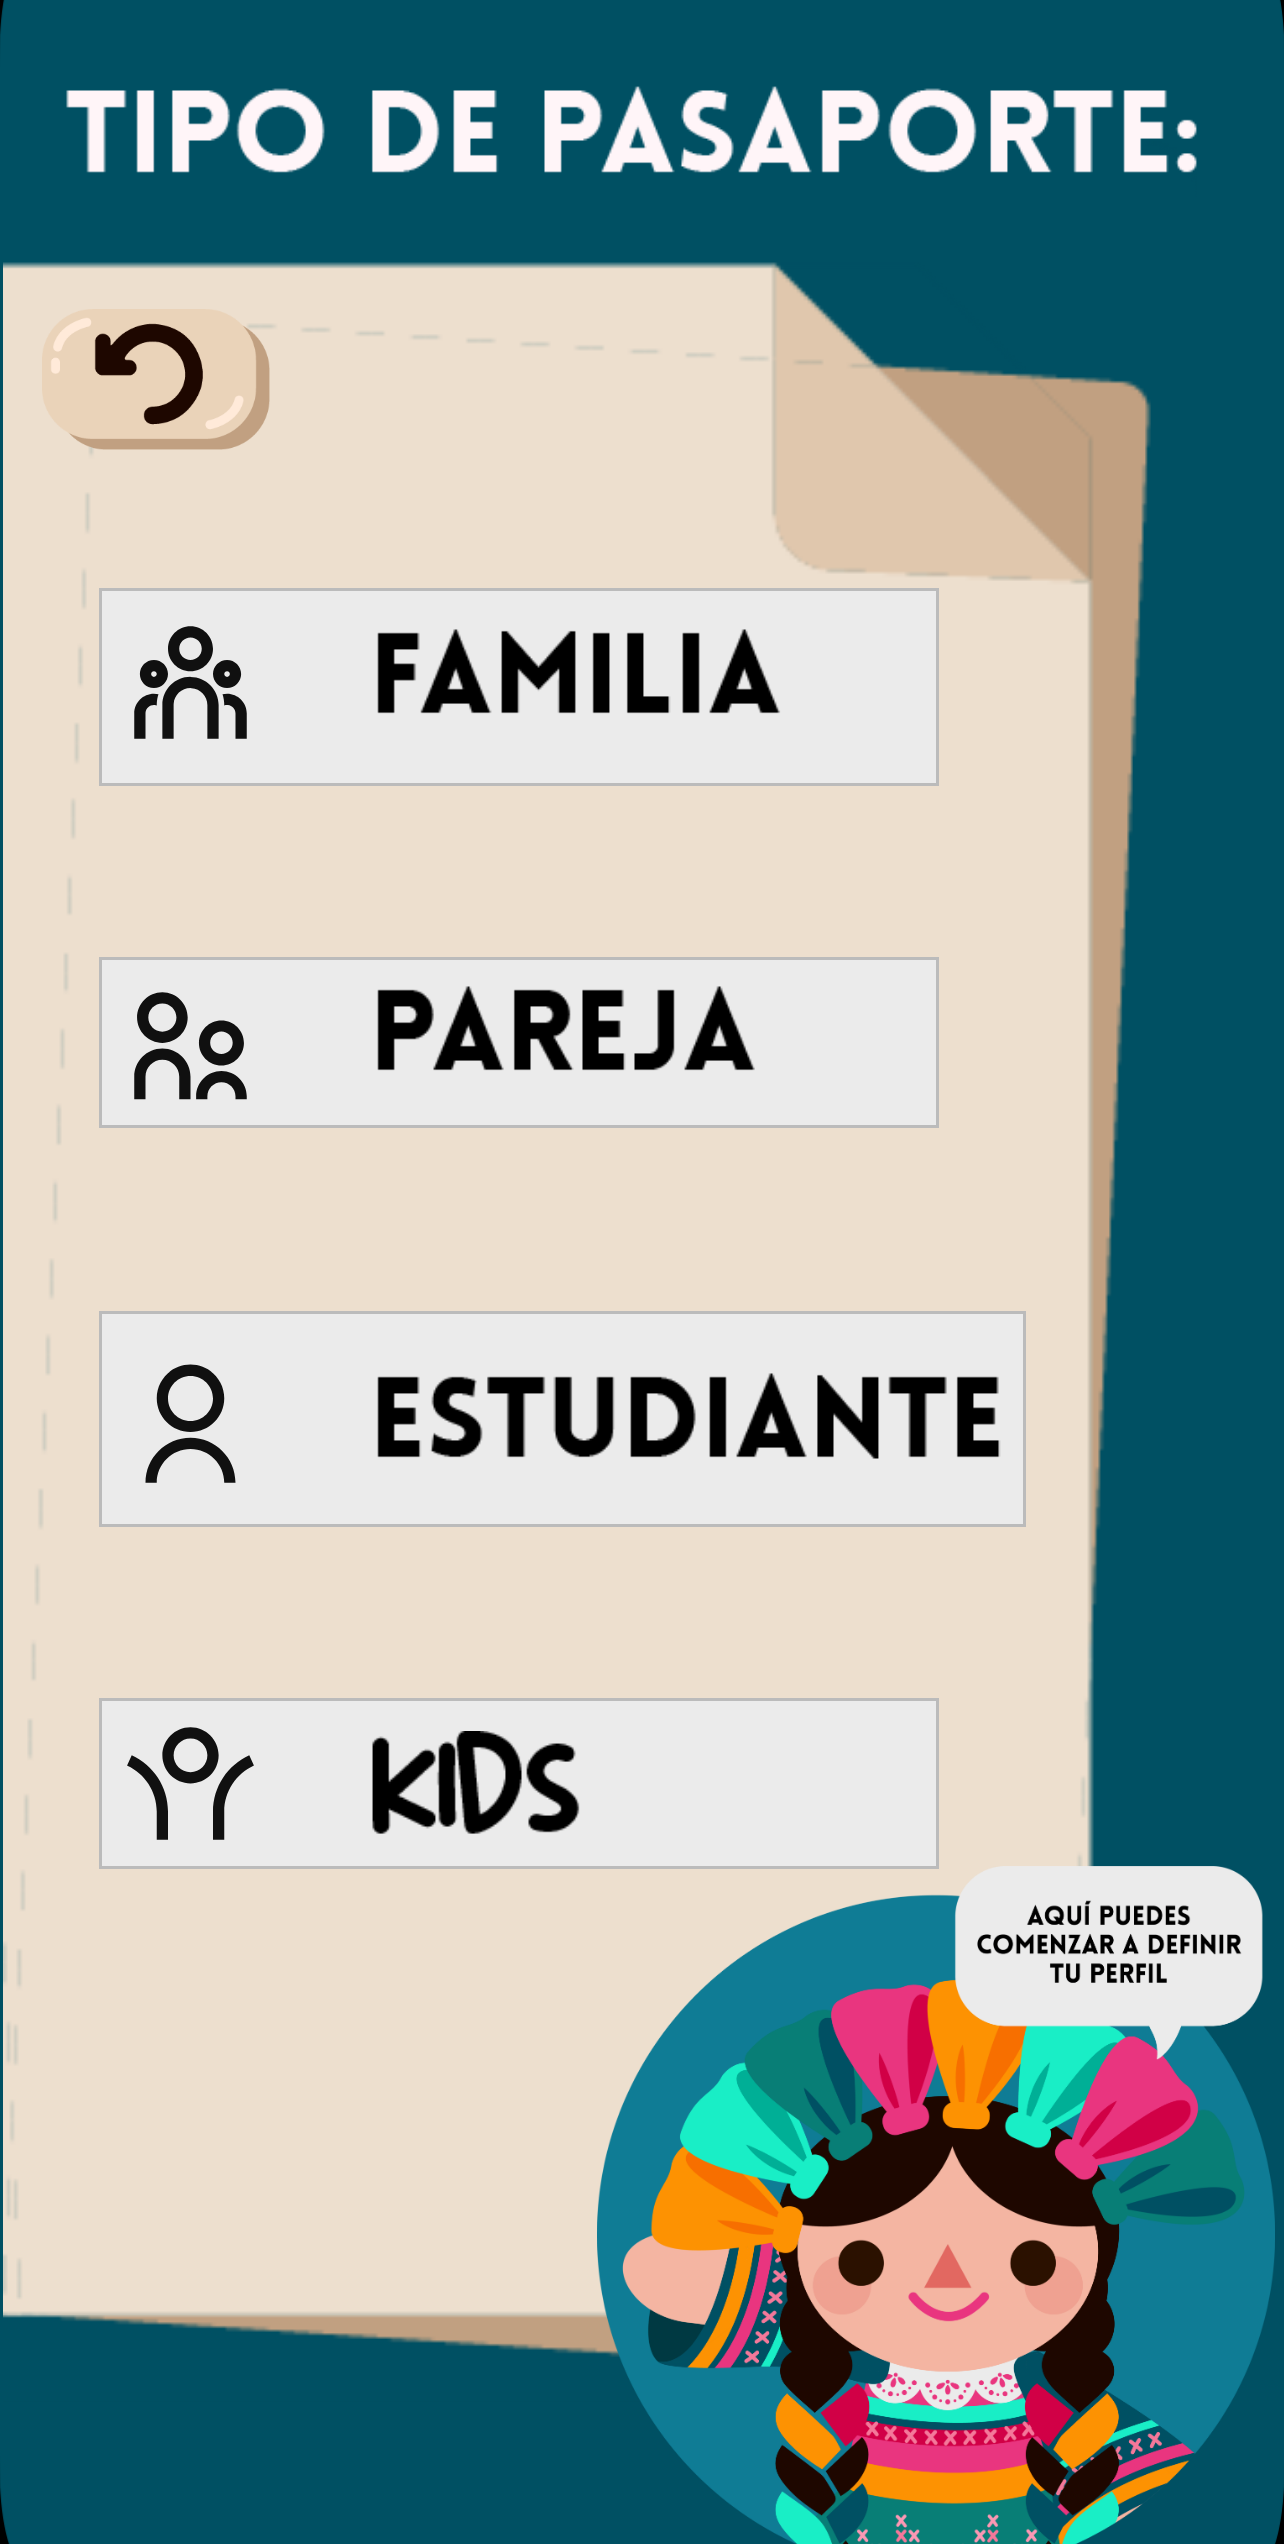 TIPO DE PASAPORTE:
FAMILIA
PAREJA
ESTUDIANTE
KIDS
AQUÍ PUEDES
COMENZAR A DEFINIR
TU PERFIL